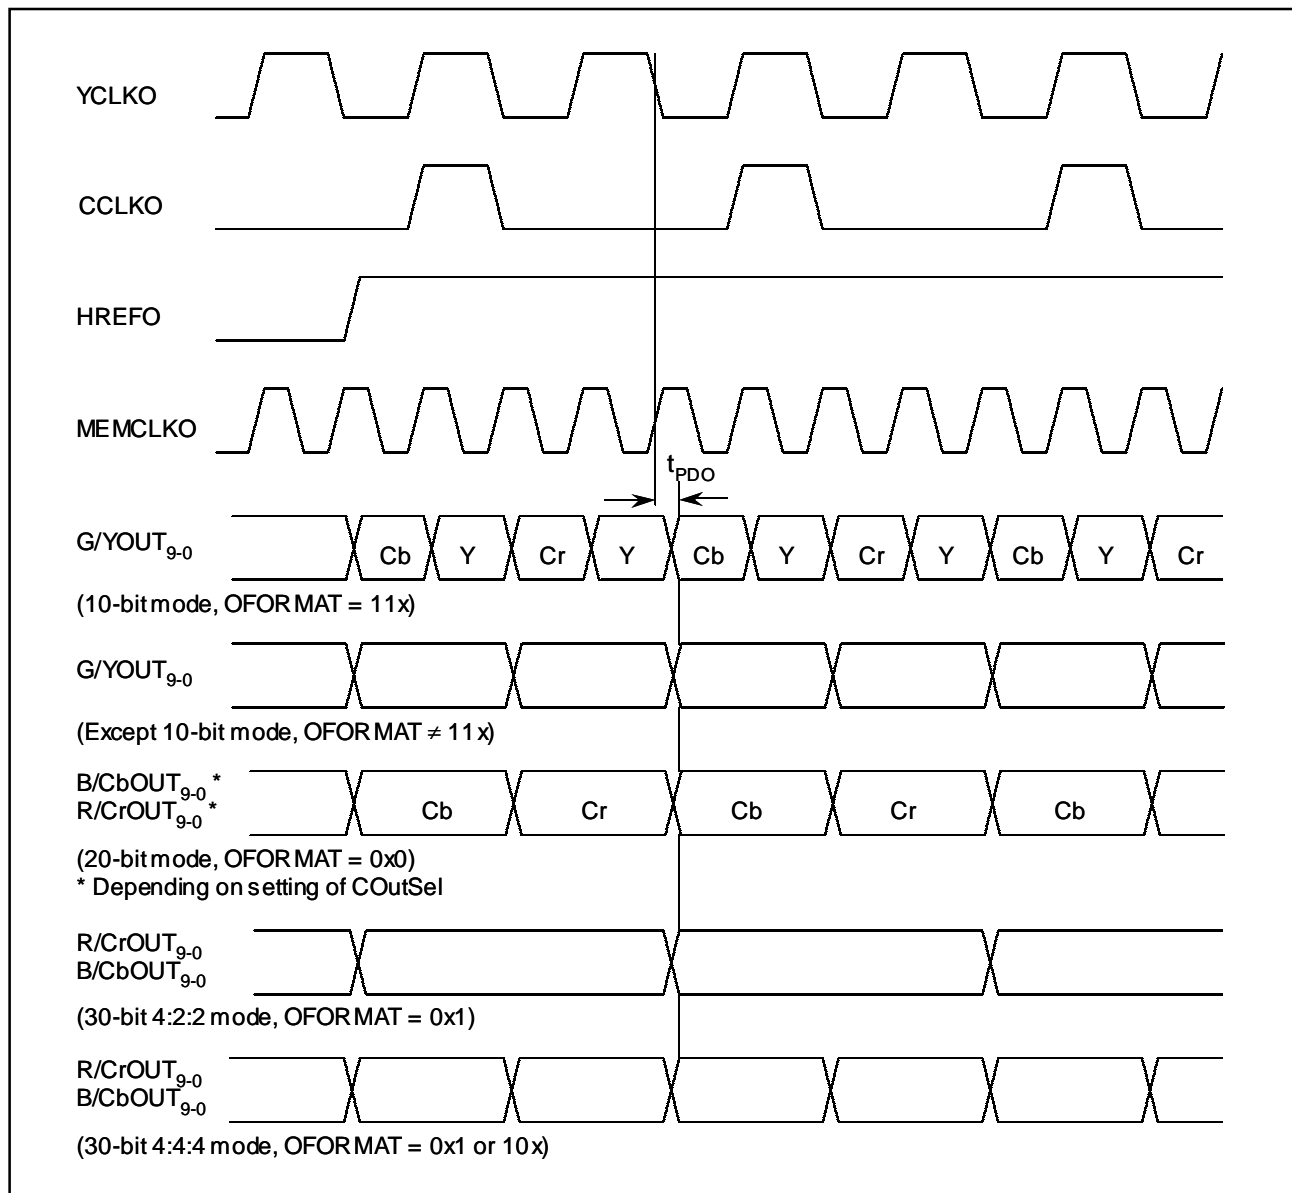 YCLKO
CCLKO
HREFO
MEMCLKO
tPDO
G/YOUT9-0
Cb Y Cr Y Cb Y Cr Y Cb Y Cr
(10-bit mode, OFORMAT = 11x)
G/YOUT9-0
(Except 10-bit mode, OFORMAT ≠ 11x)
B/CbOUT9-0 *
R/CrOUT9-0 *
Cb Cr Cb Cr Cb
(20-bit mode, OFORMAT = 0x0)
* Depending on setting of COutSel
R/CrOUT9-0
B/CbOUT9-0
(30-bit 4:2:2 mode, OFORMAT = 0x1)
R/CrOUT9-0
B/CbOUT9-0
(30-bit 4:4:4 mode, OFORMAT = 0x1 or 10x)